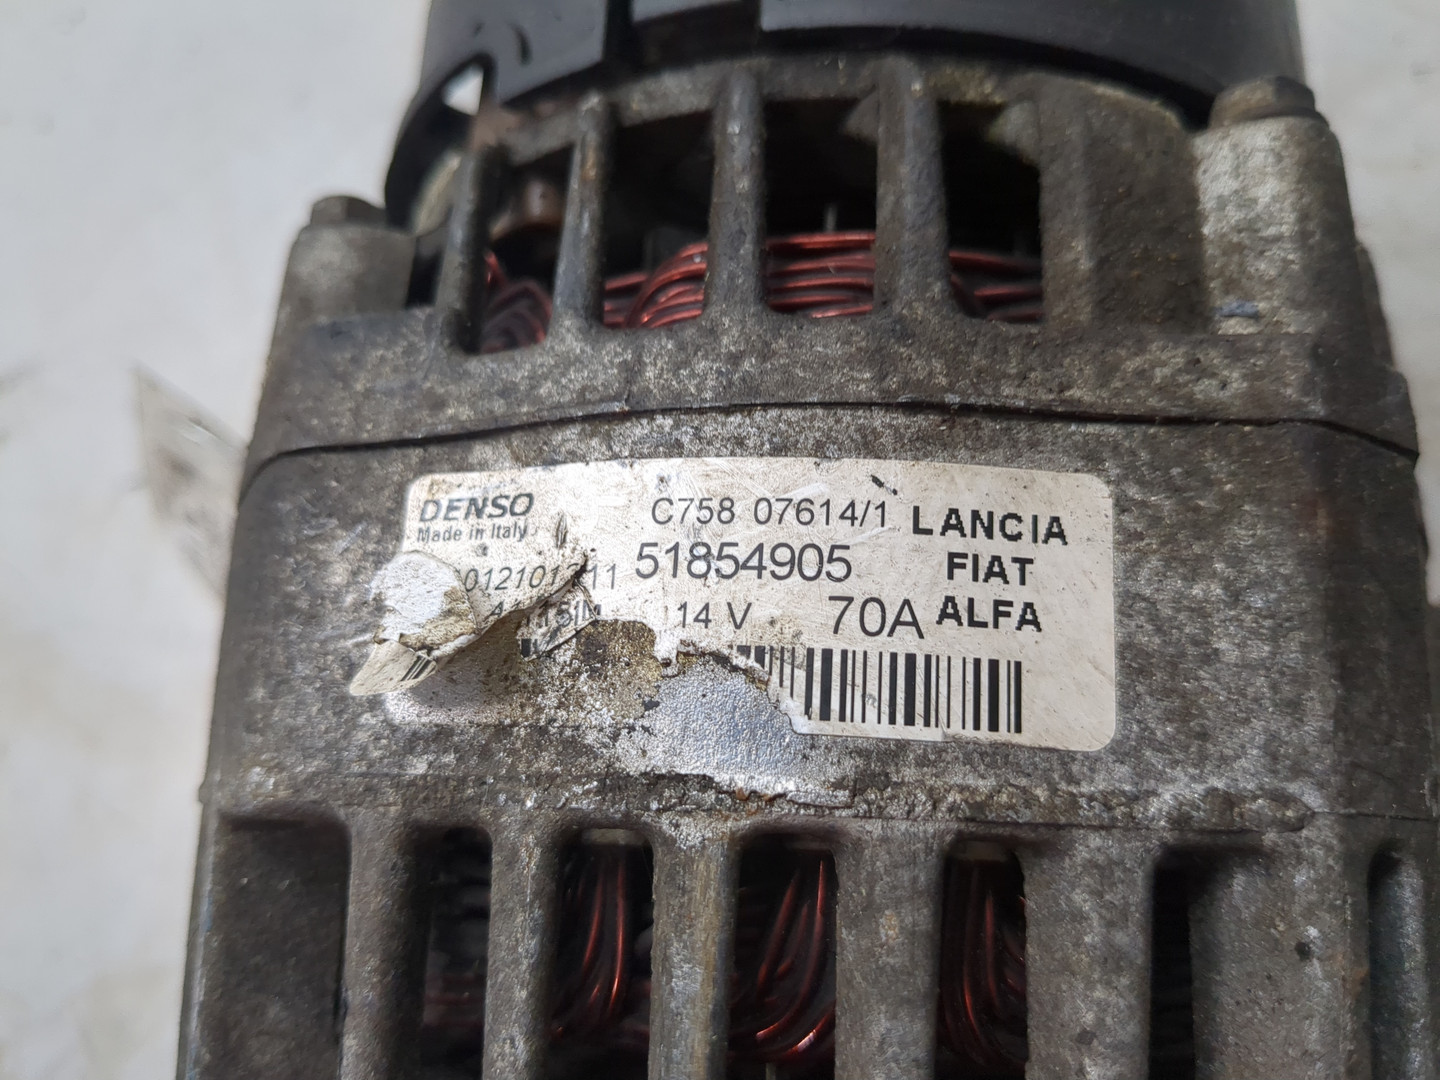 DENSO
Made in Italy
C758 07614/1
51854905
14 V 70A
LANCIA
FIAT
ALFA